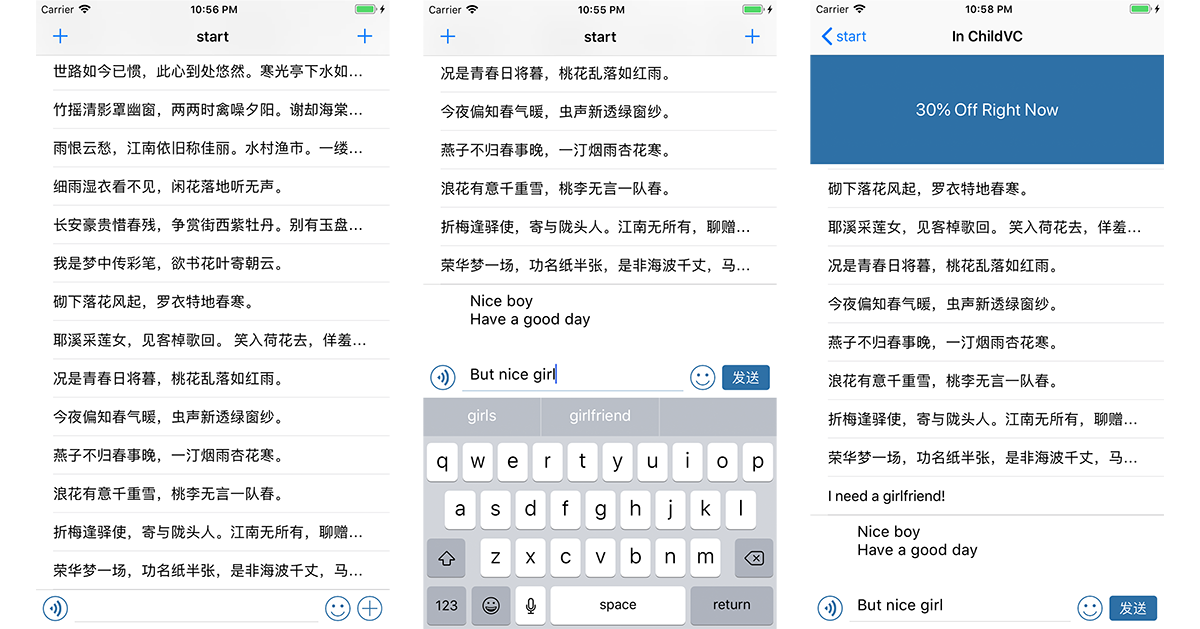 Carrier 10:56 PM
+ start +
世路如今已惯，此心到处悠然。寒光亭下水如...
竹摇清影罩幽窗，两两时禽噪夕阳。谢却海棠...
雨恨云愁，江南依旧称佳丽。水村渔市。一缕...
细雨湿衣看不见，闲花落地听无声。
长安豪贵惜春残，争赏街西紫牡丹。别有玉盘...
我是梦中传彩笔，欲书花叶寄朝云。
砌下落花风起，罗衣特地春寒。
耶溪采莲女，见客棹歌回。 笑入荷花去，佯羞...
况是青春日将暮，桃花乱落如红雨。
今夜偏知春气暖，虫声新透绿窗纱。
燕子不归春事晚，一汀烟雨杏花寒。
浪花有意千重雪，桃李无言一队春。
折梅逢驿使，寄与陇头人。江南无所有，聊赠...
荣华梦一场，功名纸半张，是非海波千丈，马...
Carrier 10:55 PM
+ start +
况是青春日将暮，桃花乱落如红雨。
今夜偏知春气暖，虫声新透绿窗纱。
燕子不归春事晚，一汀烟雨杏花寒。
浪花有意千重雪，桃李无言一队春。
折梅逢驿使，寄与陇头人。江南无所有，聊赠...
荣华梦一场，功名纸半张，是非海波千丈，马...
Nice boy
Have a good day
But nice girl 发送
girls girlfriend
q w e r t y u i o p
a s d f g h j k l
z x c v b n m
123 space return
Carrier 10:58 PM
start In ChildVC
30% Off Right Now
砌下落花风起，罗衣特地春寒。
耶溪采莲女，见客棹歌回。 笑入荷花去，佯羞...
况是青春日将暮，桃花乱落如红雨。
今夜偏知春气暖，虫声新透绿窗纱。
燕子不归春事晚，一汀烟雨杏花寒。
浪花有意千重雪，桃李无言一队春。
折梅逢驿使，寄与陇头人。江南无所有，聊赠...
荣华梦一场，功名纸半张，是非海波千丈，马...
I need a girlfriend!
Nice boy
Have a good day
But nice girl 发送